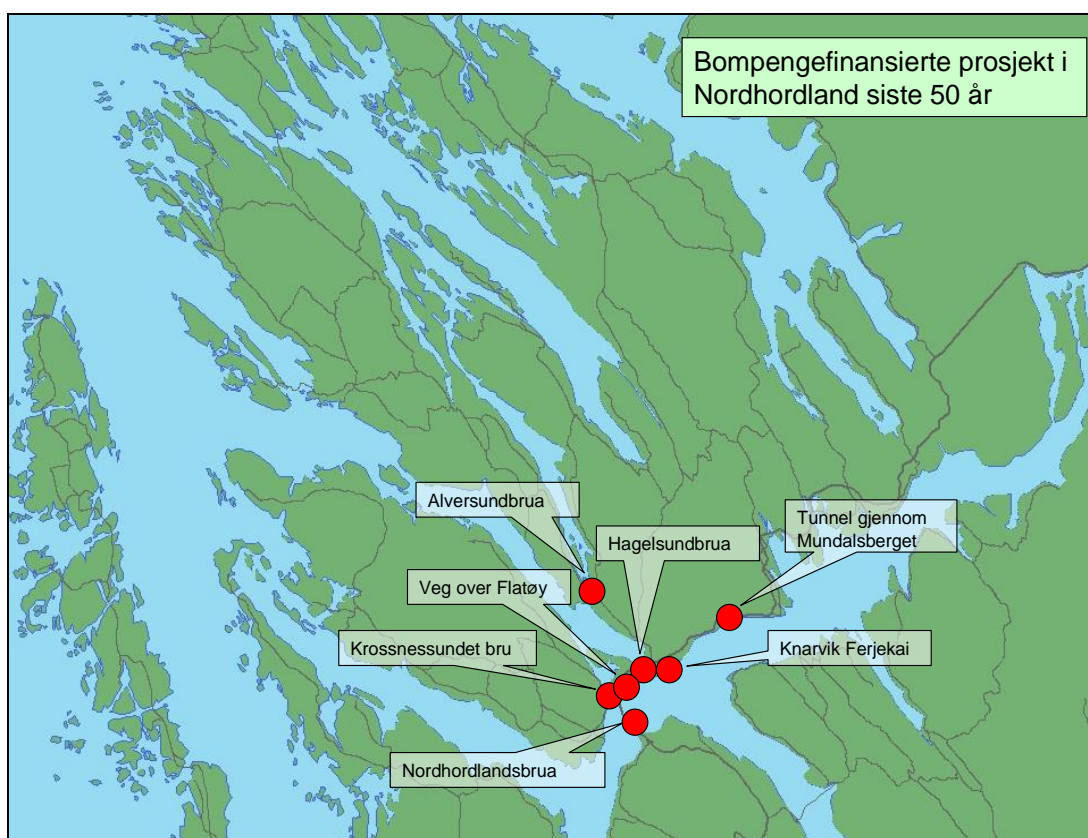 Bompengefinansierte prosjekt i
Nordhordland siste 50 år
Alversundbrua
Hagelsundbrua
Tunnel gjennom
Mundalsberget
Veg over Flatøy
Krossnessundet bru
Knarvik Ferjekai
Nordhordlandsbrua